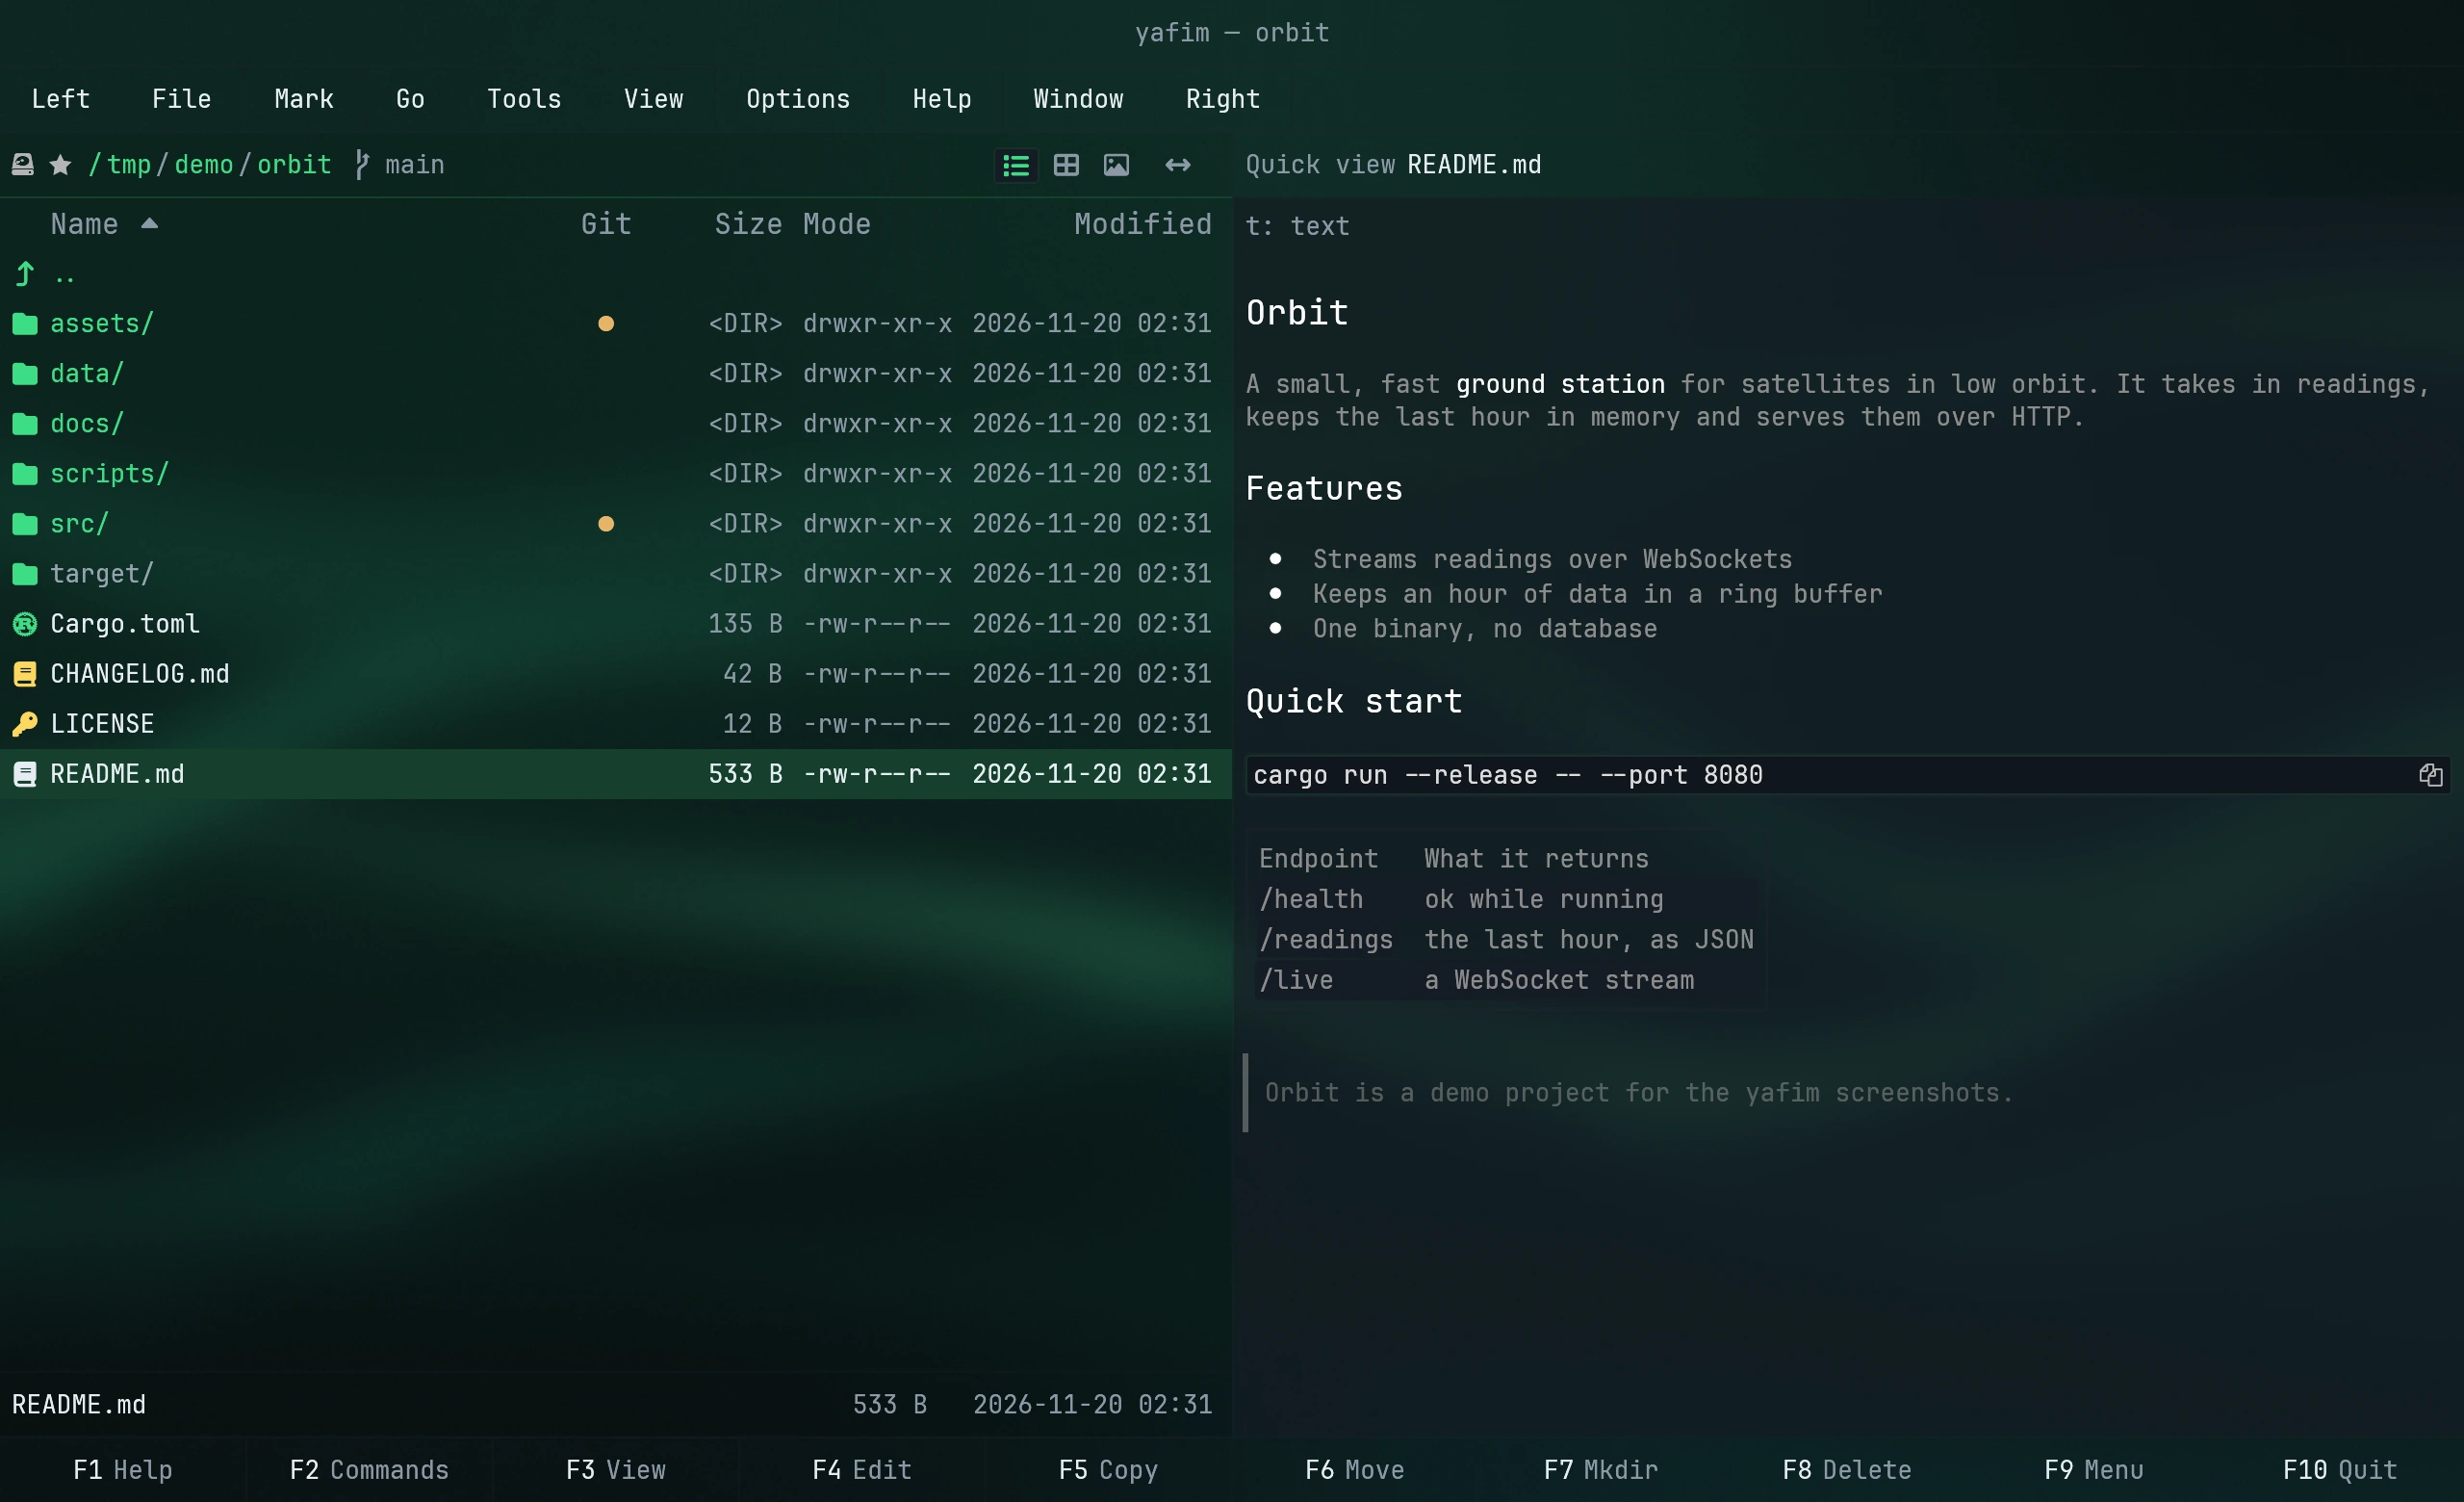 yafim — orbit
Left File Mark Go Tools View Options Help Window Right
/tmp/demo/orbit main
Name Git Size Mode Modified
..
assets/ <DIR> drwxr-xr-x 2026-11-20 02:31
data/ <DIR> drwxr-xr-x 2026-11-20 02:31
docs/ <DIR> drwxr-xr-x 2026-11-20 02:31
scripts/ <DIR> drwxr-xr-x 2026-11-20 02:31
src/ <DIR> drwxr-xr-x 2026-11-20 02:31
target/ <DIR> drwxr-xr-x 2026-11-20 02:31
Cargo.toml 135 B -rw-r--r-- 2026-11-20 02:31
CHANGELOG.md 42 B -rw-r--r-- 2026-11-20 02:31
LICENSE 12 B -rw-r--r-- 2026-11-20 02:31
README.md 533 B -rw-r--r-- 2026-11-20 02:31
README.md 533 B 2026-11-20 02:31
Quick view README.md
t: text
Orbit
A small, fast ground station for satellites in low orbit. It takes in readings,
keeps the last hour in memory and serves them over HTTP.
Features
• Streams readings over WebSockets
• Keeps an hour of data in a ring buffer
• One binary, no database
Quick start
cargo run --release -- --port 8080
Endpoint What it returns
/health ok while running
/readings the last hour, as JSON
/live a WebSocket stream
Orbit is a demo project for the yafim screenshots.
F1 Help F2 Commands F3 View F4 Edit F5 Copy F6 Move F7 Mkdir F8 Delete F9 Menu F10 Quit